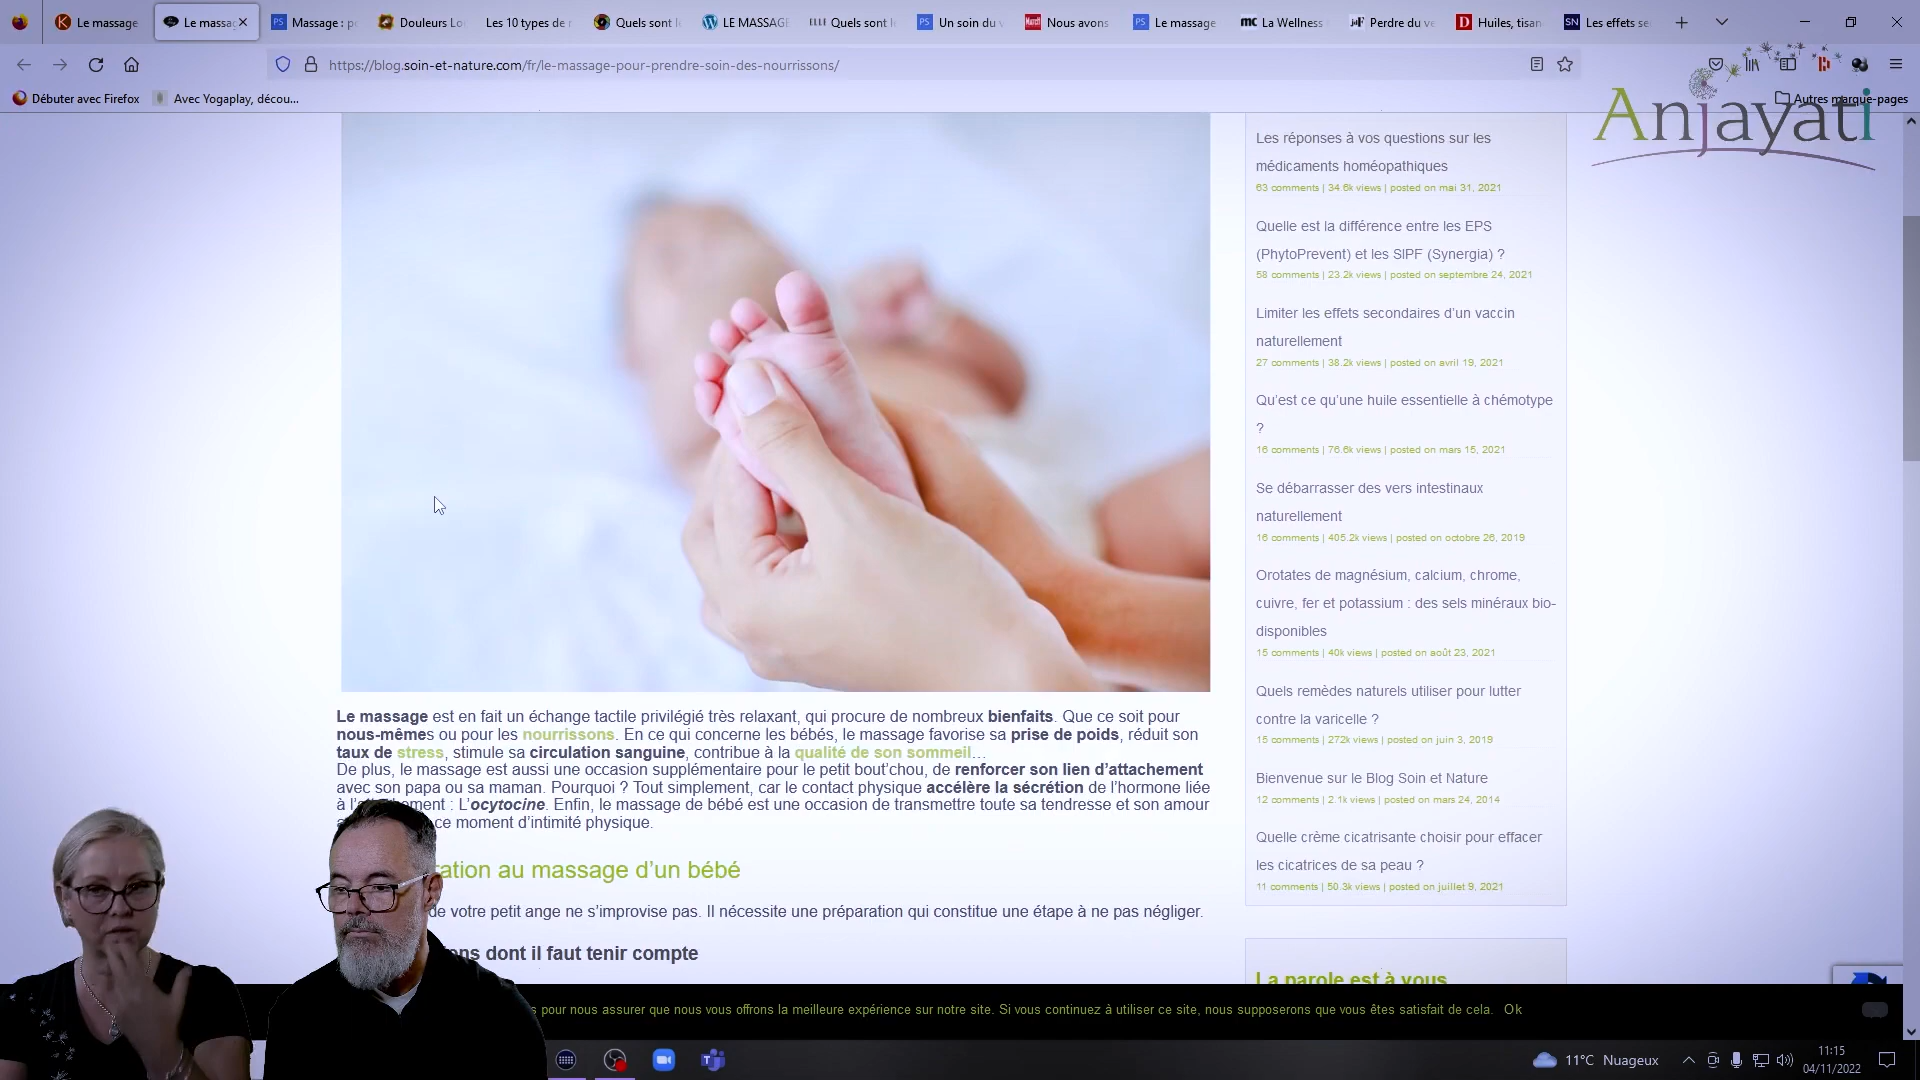 Le massage
Le massa
Massage : p
Douleurs Lo
Les 10 types de
Quels sont l
LE MASSAGE
ELLE
Quels sont l
Un soin du v
Nous avons
Le massage
La Wellness
Perdre du v
Huiles, tisan
Les effets se
https://blog.soin-et-nature.com/fr/le-massage-pour-prendre-soin-des-nourrissons/
Débuter avec Firefox
Avec Yogaplay, décou...
Autres marque-pages
Anjayati
Les réponses à vos questions sur les
médicaments homéopathiques
63 comments | 34.6k views | posted on mai 31, 2021
Quelle est la différence entre les EPS
(PhytoPrevent) et les SIPF (Synergia) ?
58 comments | 23.2k views | posted on septembre 24, 2021
Limiter les effets secondaires d’un vaccin
naturellement
27 comments | 38.2k views | posted on avril 19, 2021
Qu’est ce qu’une huile essentielle à chémotype
?
16 comments | 76.6k views | posted on mars 15, 2021
Se débarrasser des vers intestinaux
naturellement
16 comments | 405.2k views | posted on octobre 26, 2019
Orotates de magnésium, calcium, chrome,
cuivre, fer et potassium : des sels minéraux bio-
disponibles
15 comments | 40k views | posted on août 23, 2021
Quels remèdes naturels utiliser pour lutter
contre la varicelle ?
15 comments | 272k views | posted on juin 3, 2019
Bienvenue sur le Blog Soin et Nature
12 comments | 2.1k views | posted on mars 24, 2014
Quelle crème cicatrisante choisir pour effacer
les cicatrices de sa peau ?
11 comments | 50.3k views | posted on juillet 9, 2021
La parole est à vous
Le massage est en fait un échange tactile privilégié très relaxant, qui procure de nombreux bienfaits. Que ce soit pour
nous-mêmes ou pour les nourrissons. En ce qui concerne les bébés, le massage favorise sa prise de poids, réduit son
taux de stress, stimule sa circulation sanguine, contribue à la qualité de son sommeil…
De plus, le massage est aussi une occasion supplémentaire pour le petit bout’chou, de renforcer son lien d’attachement
avec son papa ou sa maman. Pourquoi ? Tout simplement, car le contact physique accélère la sécrétion de l’hormone liée
ment : L’ocytocine. Enfin, le massage de bébé est une occasion de transmettre toute sa tendresse et son amour
ce moment d’intimité physique.
ration au massage d’un bébé
de votre petit ange ne s’improvise pas. Il nécessite une préparation qui constitue une étape à ne pas négliger.
ns dont il faut tenir compte
s pour nous assurer que nous vous offrons la meilleure expérience sur notre site. Si vous continuez à utiliser ce site, nous supposerons que vous êtes satisfait de cela. Ok
11°C Nuageux
11:15
04/11/2022